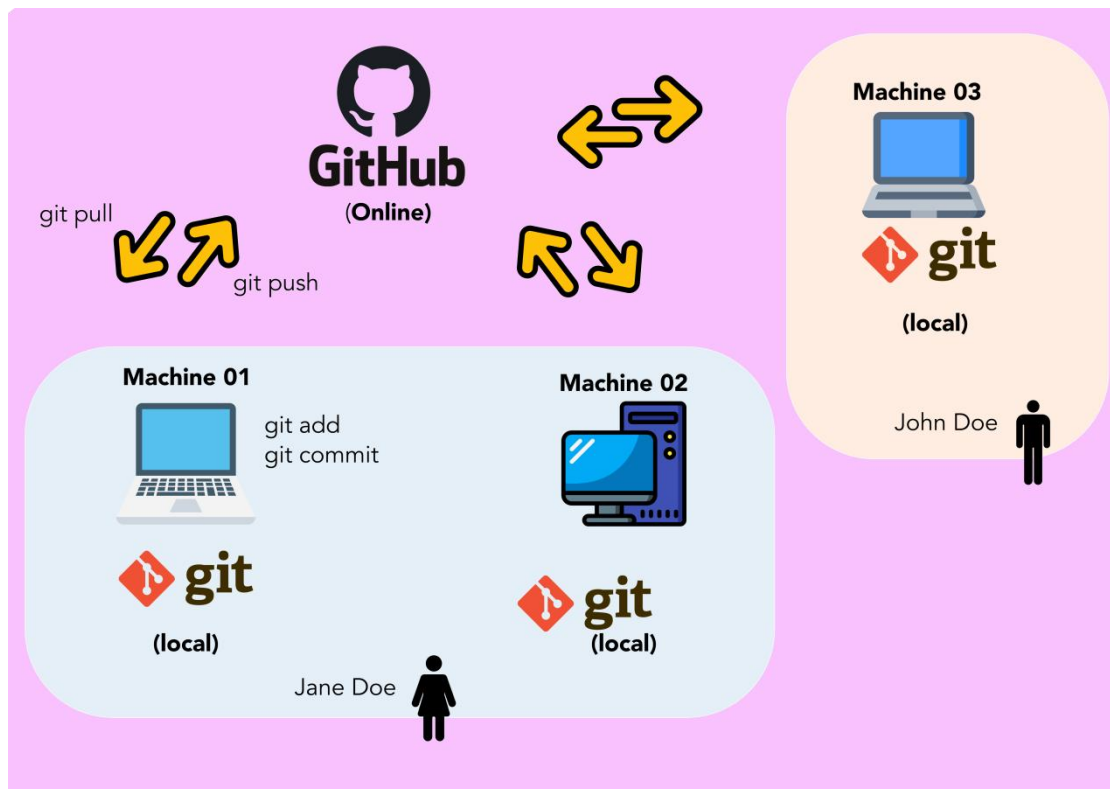 GitHub
(Online)
git pull
git push
Machine 03
git
(local)
John Doe
Machine 01
git add
git commit
git
(local)
Machine 02
git
(local)
Jane Doe